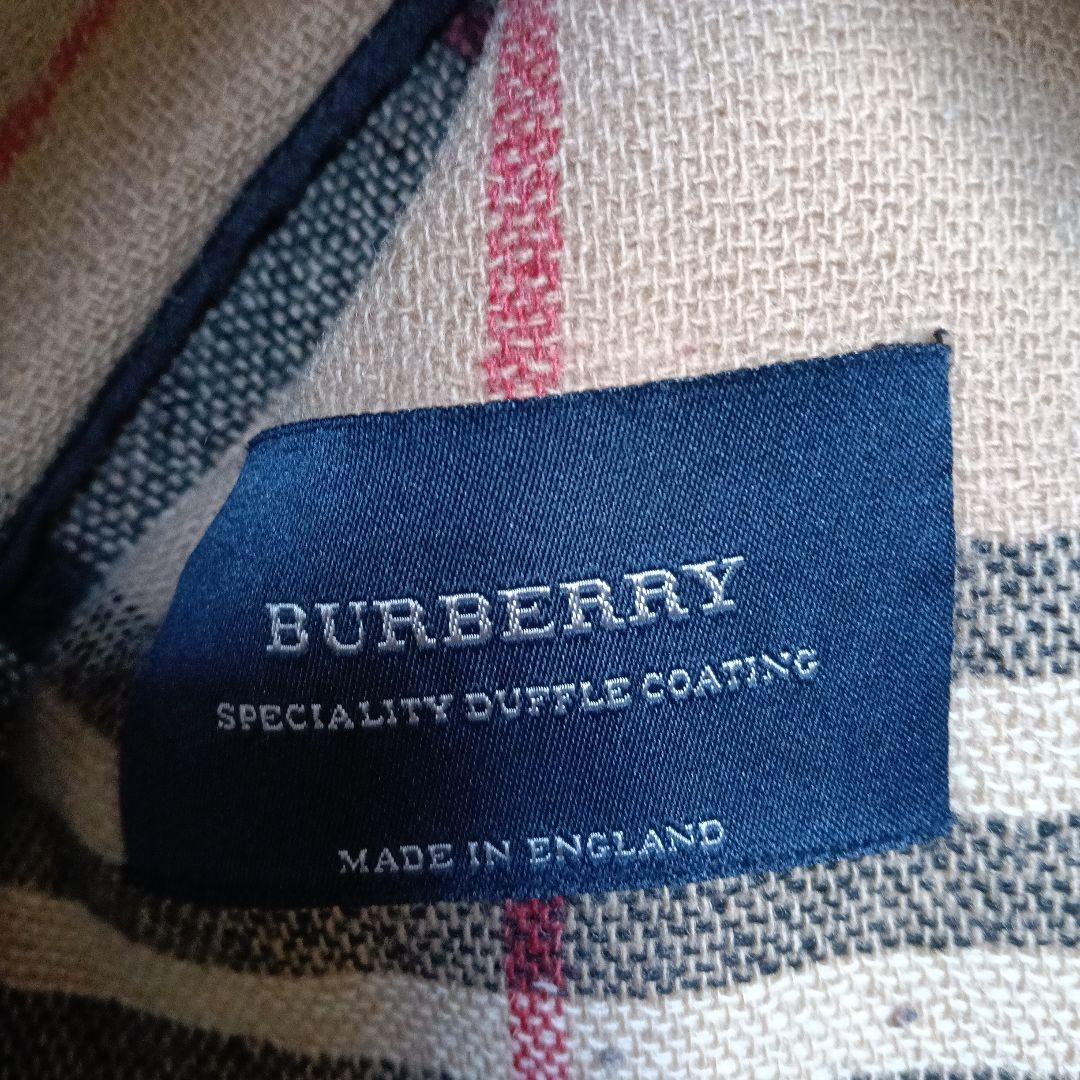 BURBERRY
SPECIALITY DUFFLE COATING
MADE IN ENGLAND